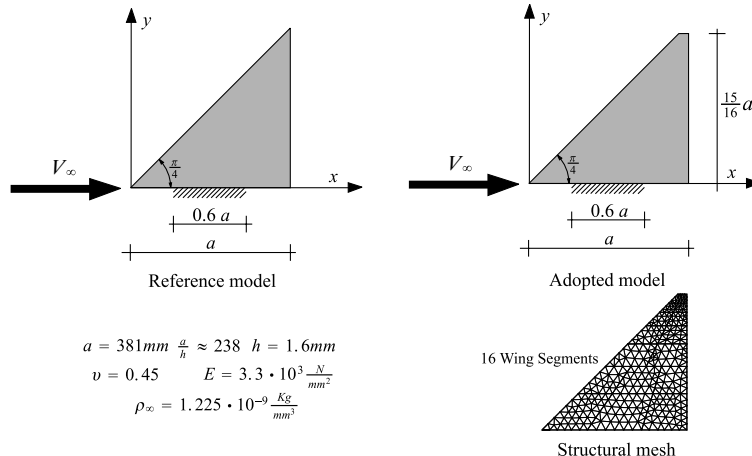 y
V∞
π/4
x
0.6 a
a
Reference model
y
15/16 a
V∞
π/4
x
0.6 a
a
Adopted model
a = 381mm a/h ≈ 238 h = 1.6mm
υ = 0.45 E = 3.3 • 10³ N/mm²
ρ∞ = 1.225 • 10⁻⁹ Kg/mm³
16 Wing Segments
Structural mesh